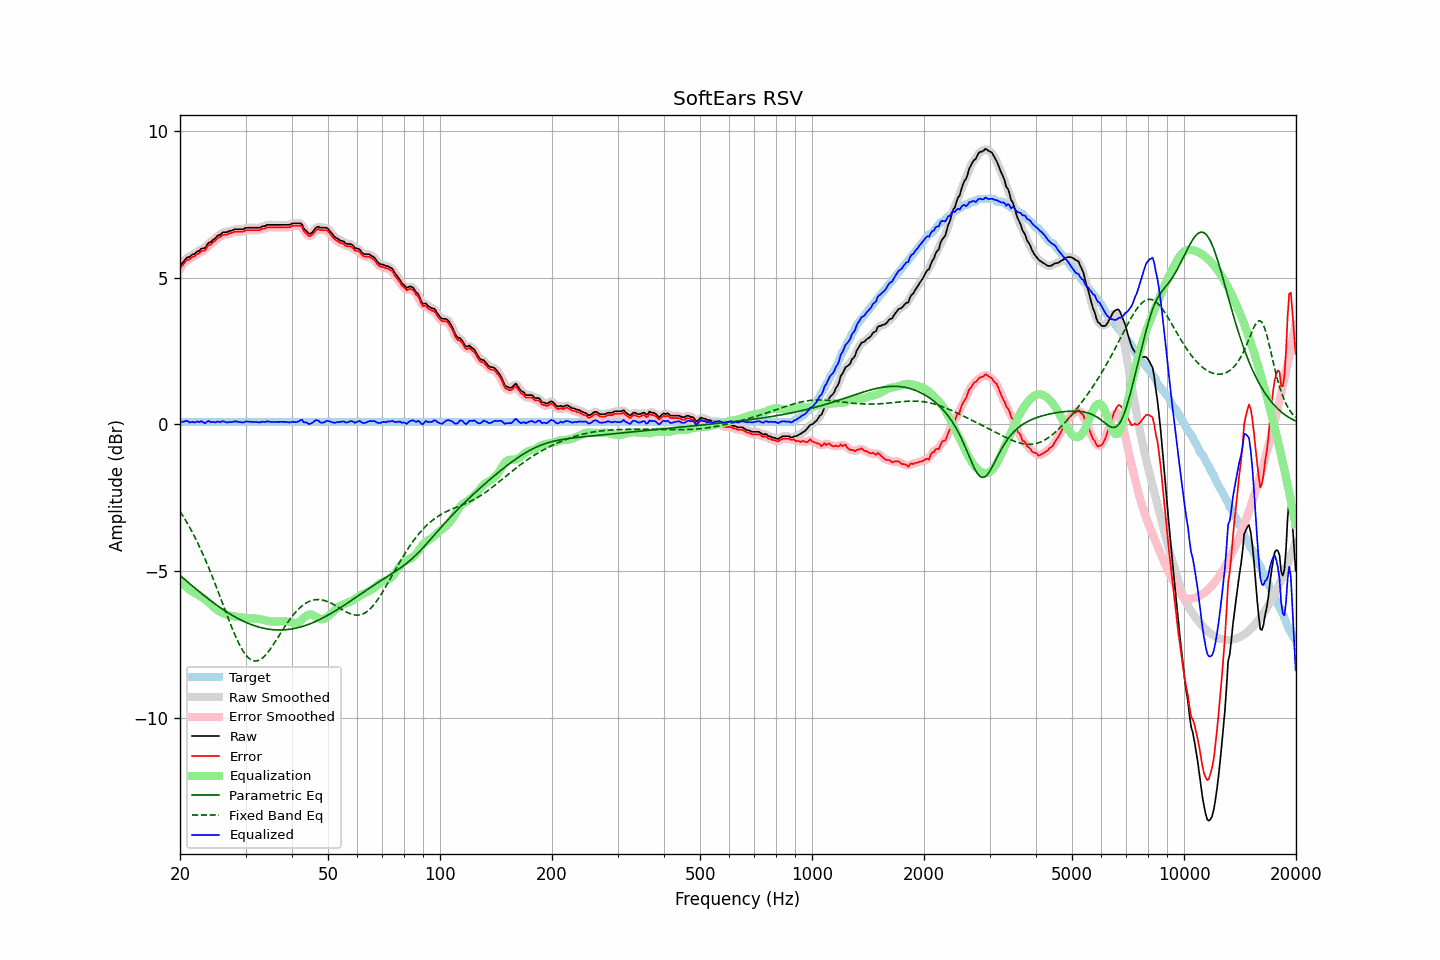 SoftEars RSV
10
5
0
−5
−10
Amplitude (dBr)
Target
Raw Smoothed
Error Smoothed
Raw
Error
Equalization
Parametric Eq
Fixed Band Eq
Equalized
20
50
100
200
500
1000
2000
5000
10000
20000
Frequency (Hz)